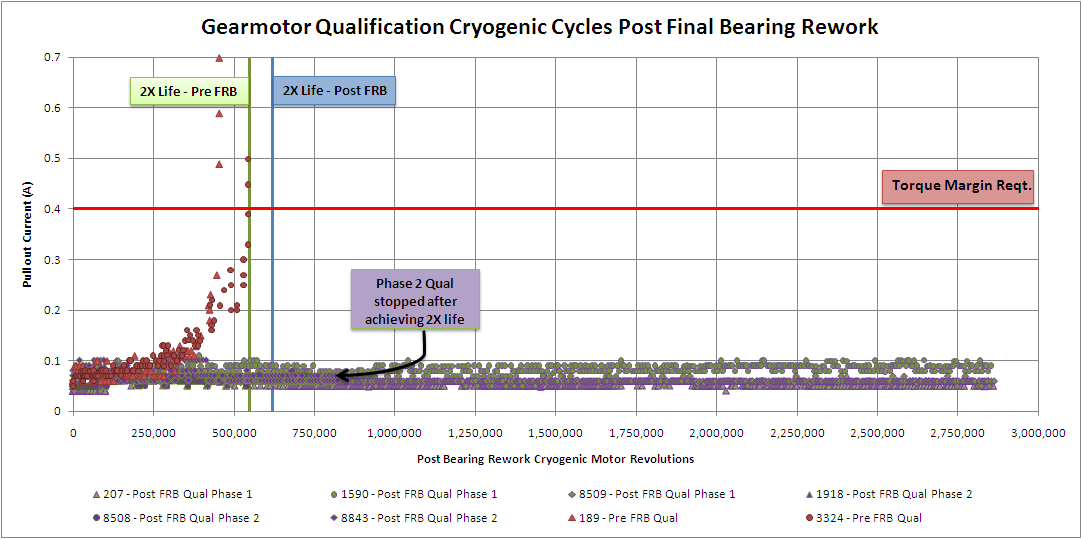 Gearmotor Qualification Cryogenic Cycles Post Final Bearing Rework
0.7
0.6
0.5
0.4
0.3
0.2
0.1
0
Pullout Current (A)
2X Life - Pre FRB
2X Life - Post FRB
Torque Margin Reqt.
Phase 2 Qual
stopped after
achieving 2X life
0 250,000 500,000 750,000 1,000,000 1,250,000 1,500,000 1,750,000 2,000,000 2,250,000 2,500,000 2,750,000 3,000,000
Post Bearing Rework Cryogenic Motor Revolutions
207 - Post FRB Qual Phase 1 1590 - Post FRB Qual Phase 1 8509 - Post FRB Qual Phase 1 1918 - Post FRB Qual Phase 2
8508 - Post FRB Qual Phase 2 8843 - Post FRB Qual Phase 2 189 - Pre FRB Qual 3324 - Pre FRB Qual